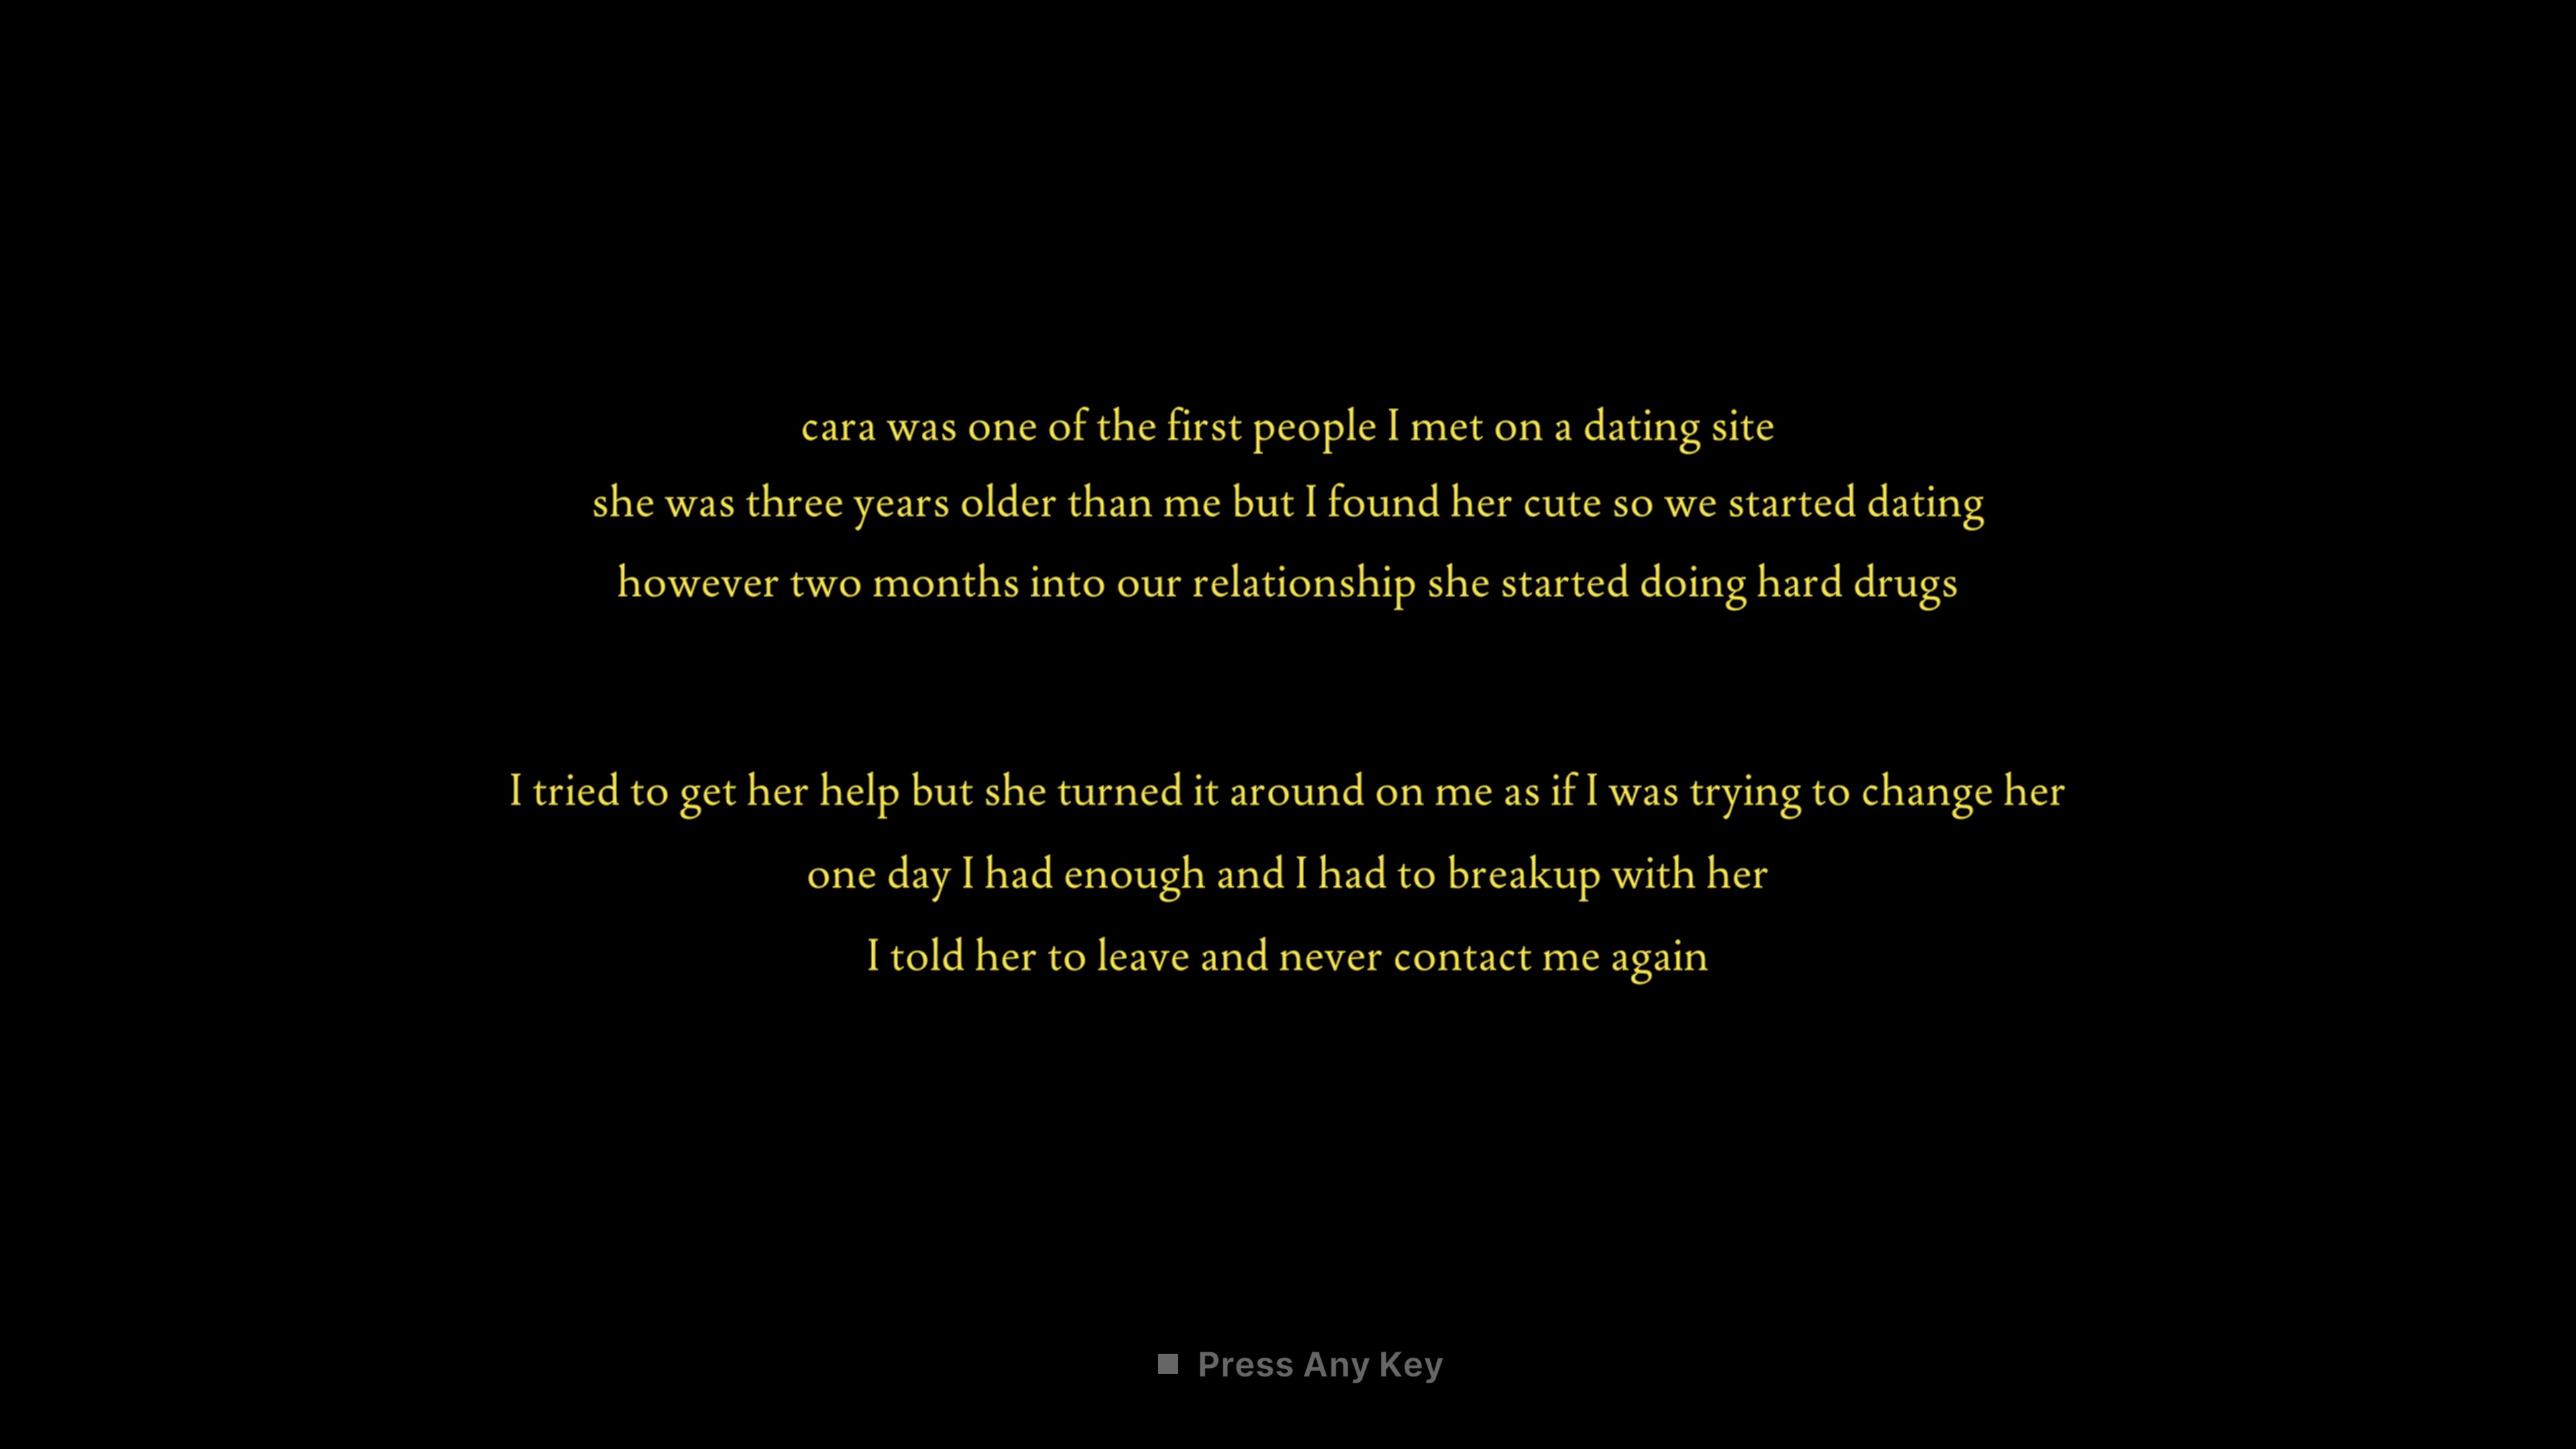 cara was one of the first people I met on a dating site
she was three years older than me but I found her cute so we started dating
however two months into our relationship she started doing hard drugs
I tried to get her help but she turned it around on me as if I was trying to change her
one day I had enough and I had to breakup with her
I told her to leave and never contact me again
Press Any Key